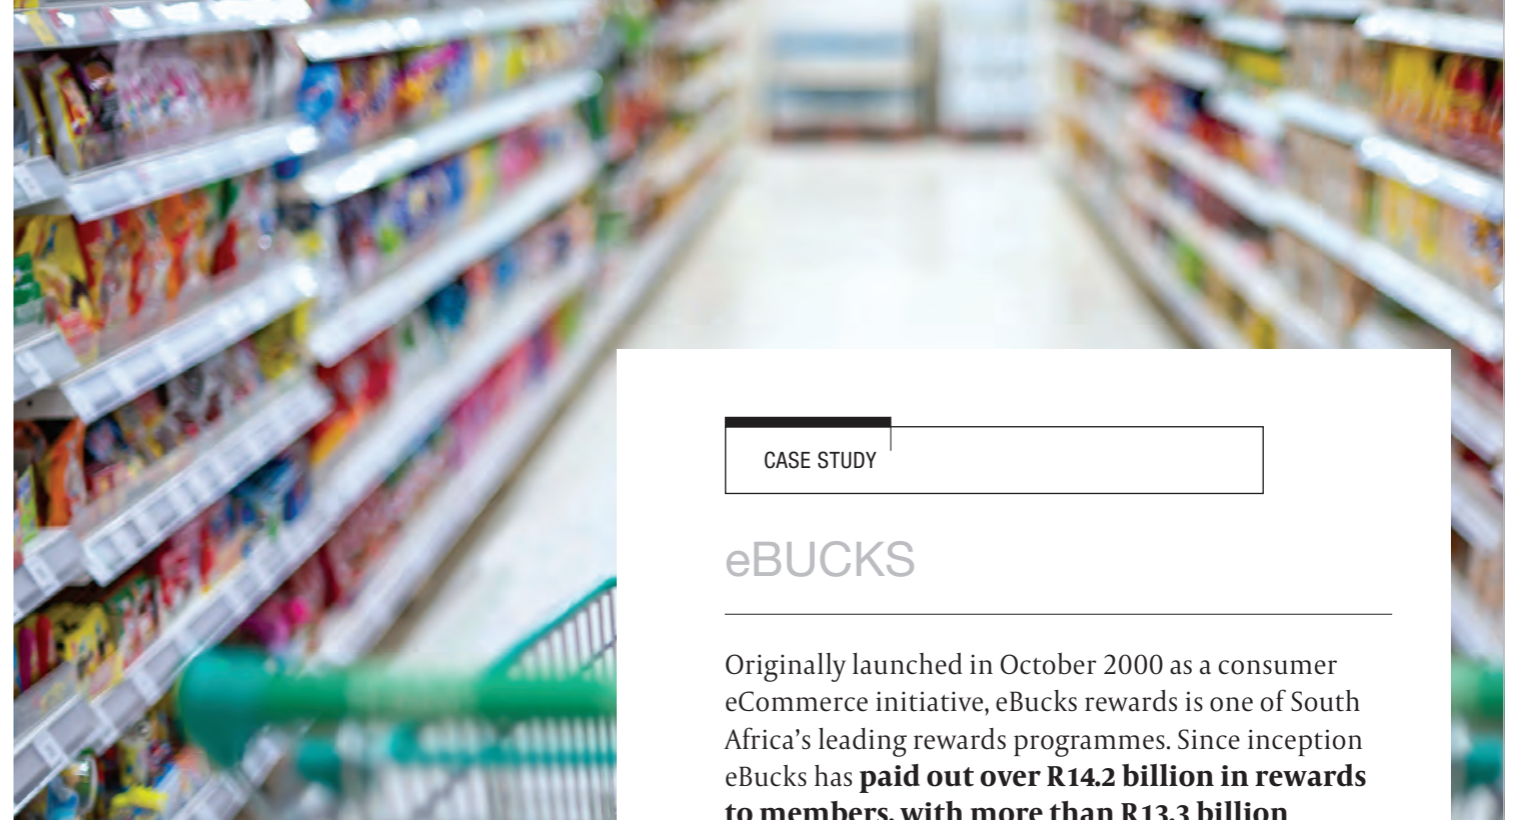 CASE STUDY
eBUCKS
Originally launched in October 2000 as a consumer
eCommerce initiative, eBucks rewards is one of South
Africa’s leading rewards programmes. Since inception
eBucks has paid out over R14.2 billion in rewards
to members, with more than R13.3 billion